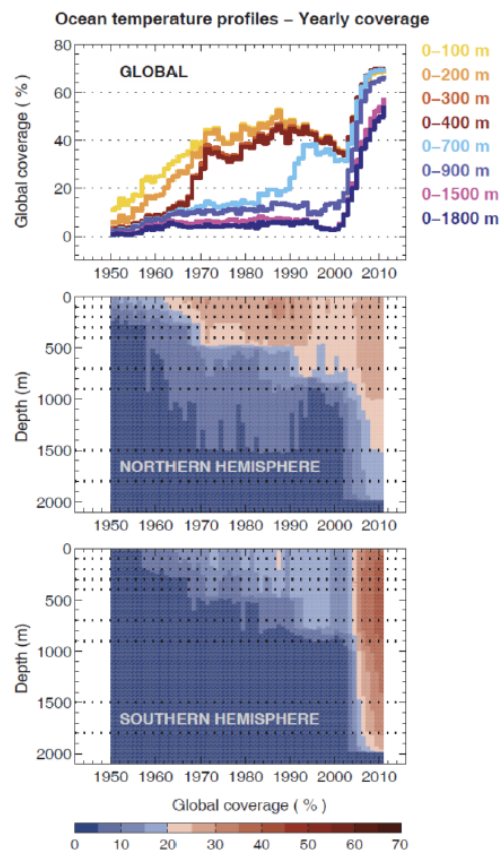 Ocean temperature profiles – Yearly coverage
80
60
40
20
0
Global coverage ( % )
GLOBAL
0–100 m
0–200 m
0–300 m
0–400 m
0–700 m
0–900 m
0–1500 m
0–1800 m
1950 1960 1970 1980 1990 2000 2010
0
500
1000
1500
2000
Depth (m)
NORTHERN HEMISPHERE
1950 1960 1970 1980 1990 2000 2010
0
500
1000
1500
2000
Depth (m)
SOUTHERN HEMISPHERE
1950 1960 1970 1980 1990 2000 2010
Global coverage ( % )
0 10 20 30 40 50 60 70